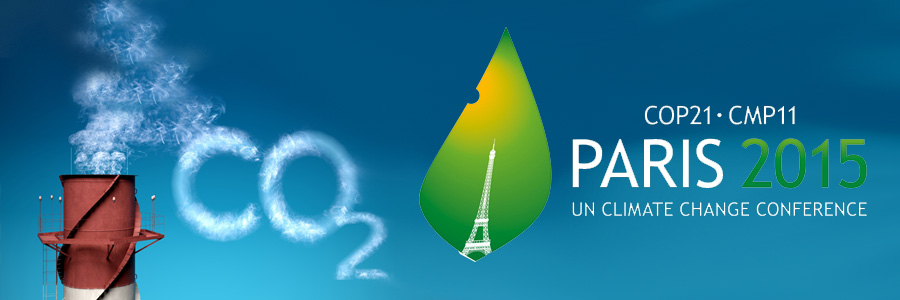 CO2
COP21 · CMP11
PARIS 2015
UN CLIMATE CHANGE CONFERENCE